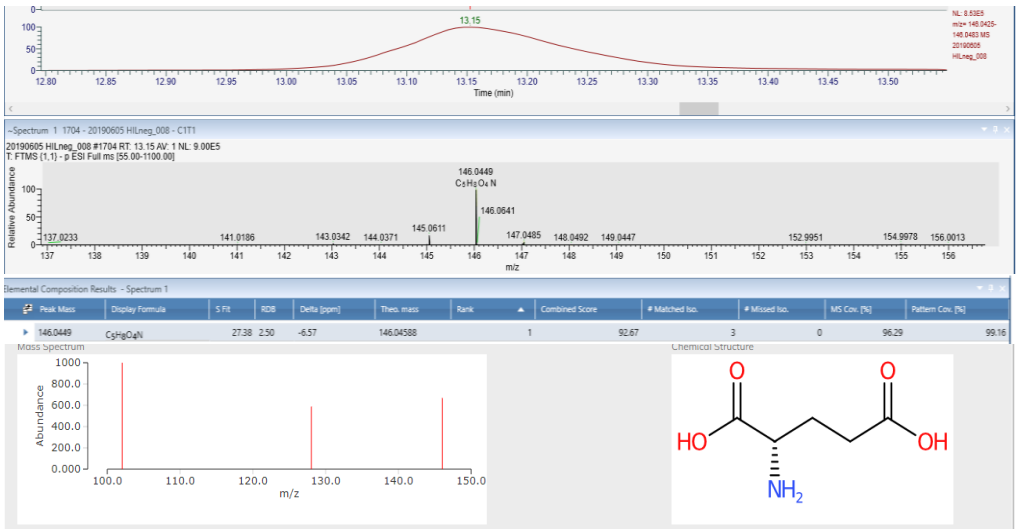 0
13.15
100
50
0
12.80 12.85 12.90 12.95 13.00 13.05 13.10 13.15 13.20 13.25 13.30 13.35 13.40 13.45 13.50
Time (min)
NL: 8.53E5
m/z= 146.0425-
146.0483 MS
20190605
HILneg_008
~Spectrum 1 1704 - 20190605 HILneg_008 - C1T1
20190605 HILneg_008 #1704 RT: 13.15 AV: 1 NL: 9.00E5
T: FTMS {1,1} - p ESI Full ms [55.00-1100.00]
Relative Abundance
100
50
0
146.0449
C₅H₈O₄N
146.0641
137.0233 141.0186 143.0342 144.0371 145.0611 147.0485 148.0492 149.0447 152.9951 154.9978 156.0013
137 138 139 140 141 142 143 144 145 146 147 148 149 150 151 152 153 154 155 156
m/z
Elemental Composition Results - Spectrum 1
Peak Mass Display Formula S Fit RDB Delta [ppm] Theo. mass Rank Combined Score # Matched Iso. # Missed Iso. MS Cov. [%] Pattern Cov. [%]
146.0449 C₅H₈O₄N 27.38 2.50 -6.57 146.04588 1 92.67 3 0 96.29 99.16
Mass Spectrum
Abundance
1000
800.0
600.0
400.0
200.0
0.000
100.0 110.0 120.0 130.0 140.0 150.0
m/z
Chemical Structure
O O
HO OH
NH₂